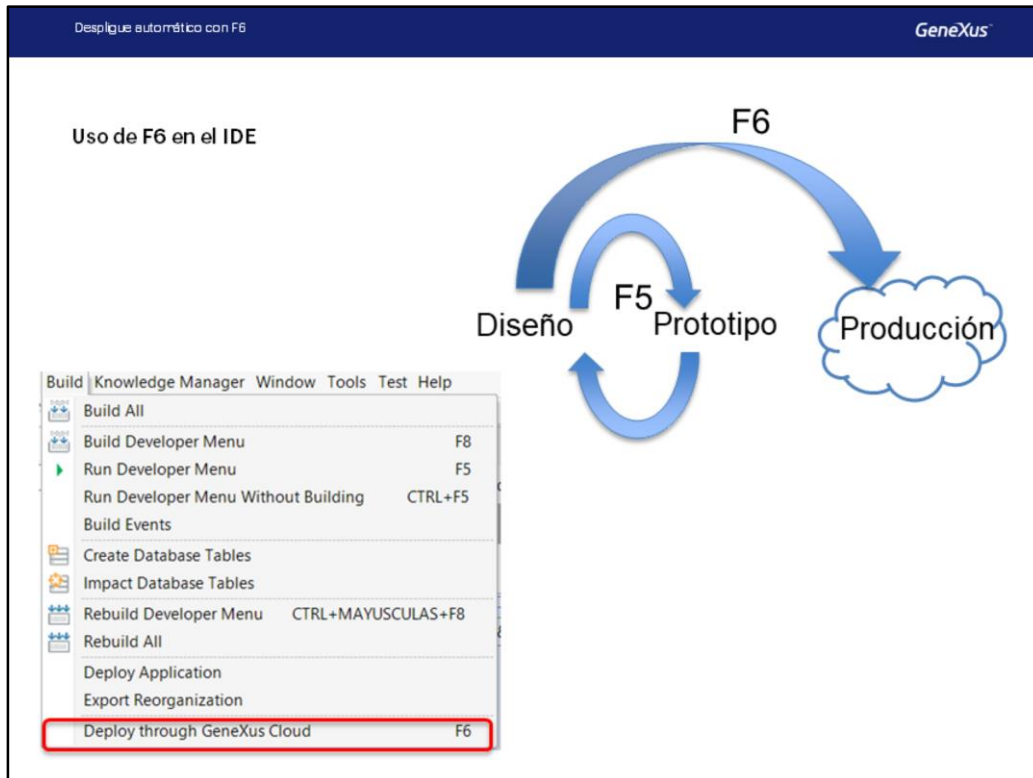 Despligue automático con F6
GeneXus™
Uso de F6 en el IDE
F6
F5
Diseño
Prototipo
Producción
Build Knowledge Manager Window Tools Test Help
Build All
Build Developer Menu F8
Run Developer Menu F5
Run Developer Menu Without Building CTRL+F5
Build Events
Create Database Tables
Impact Database Tables
Rebuild Developer Menu CTRL+MAYUSCULAS+F8
Rebuild All
Deploy Application
Export Reorganization
Deploy through GeneXus Cloud F6